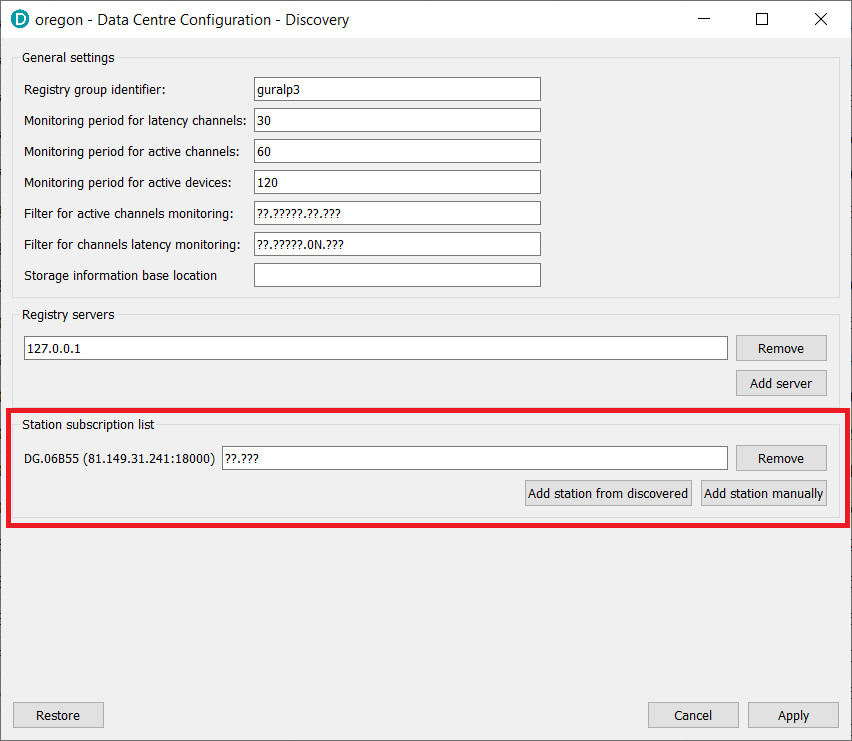 D oregon - Data Centre Configuration - Discovery
General settings
Registry group identifier: guralp3
Monitoring period for latency channels: 30
Monitoring period for active channels: 60
Monitoring period for active devices: 120
Filter for active channels monitoring: ??.?????.??.???
Filter for channels latency monitoring: ??.?????.0N.???
Storage information base location
Registry servers
127.0.0.1 Remove
Add server
Station subscription list
DG.06B55 (81.149.31.241:18000) ??.??? Remove
Add station from discovered Add station manually
Restore Cancel Apply